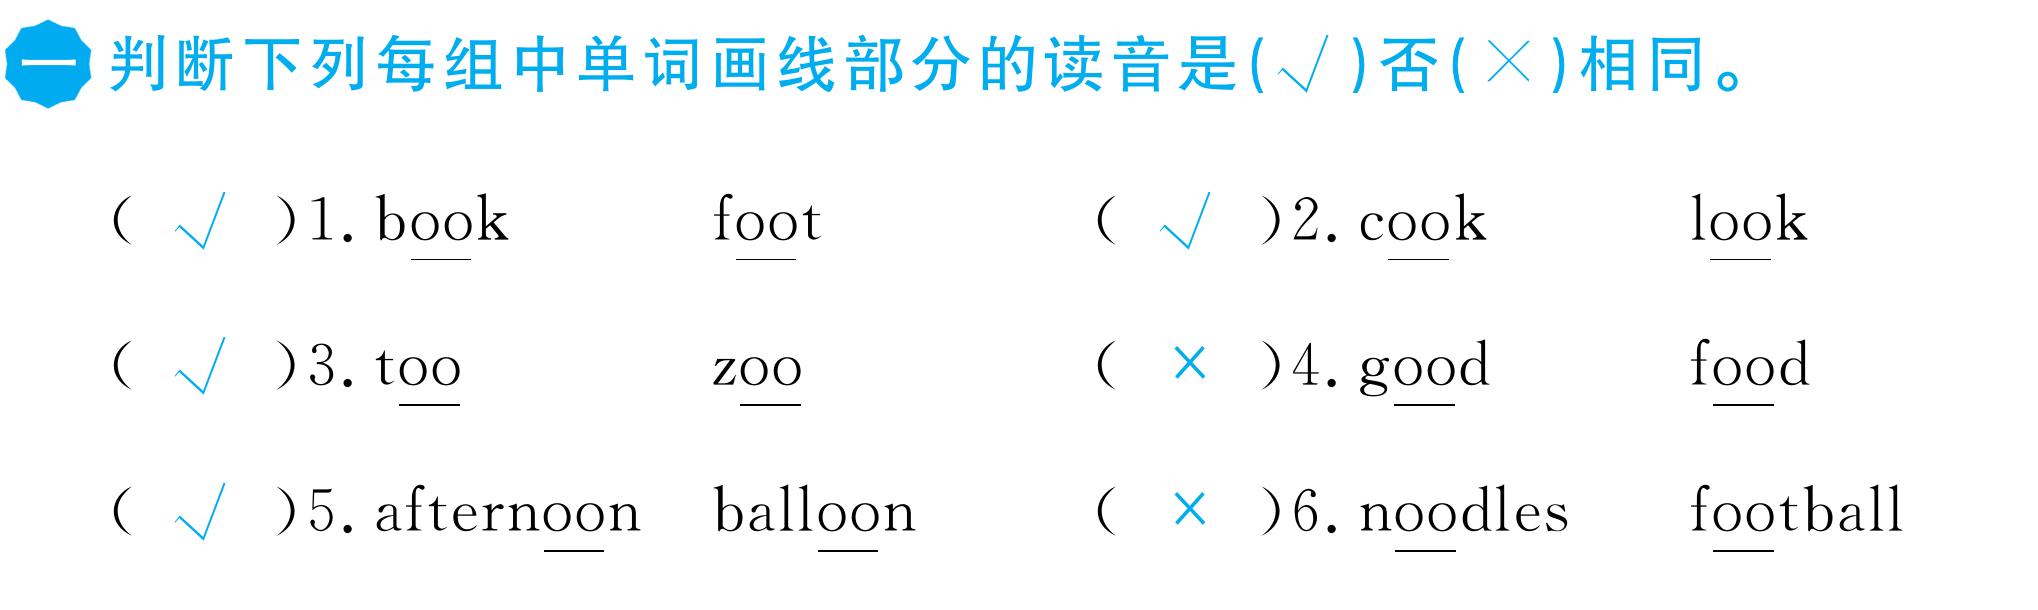 一 判断下列每组中单词画线部分的读音是(√)否(×)相同。
( √ )1. book foot ( √ )2. cook look
( √ )3. too zoo ( × )4. good food
( √ )5. afternoon balloon ( × )6. noodles football